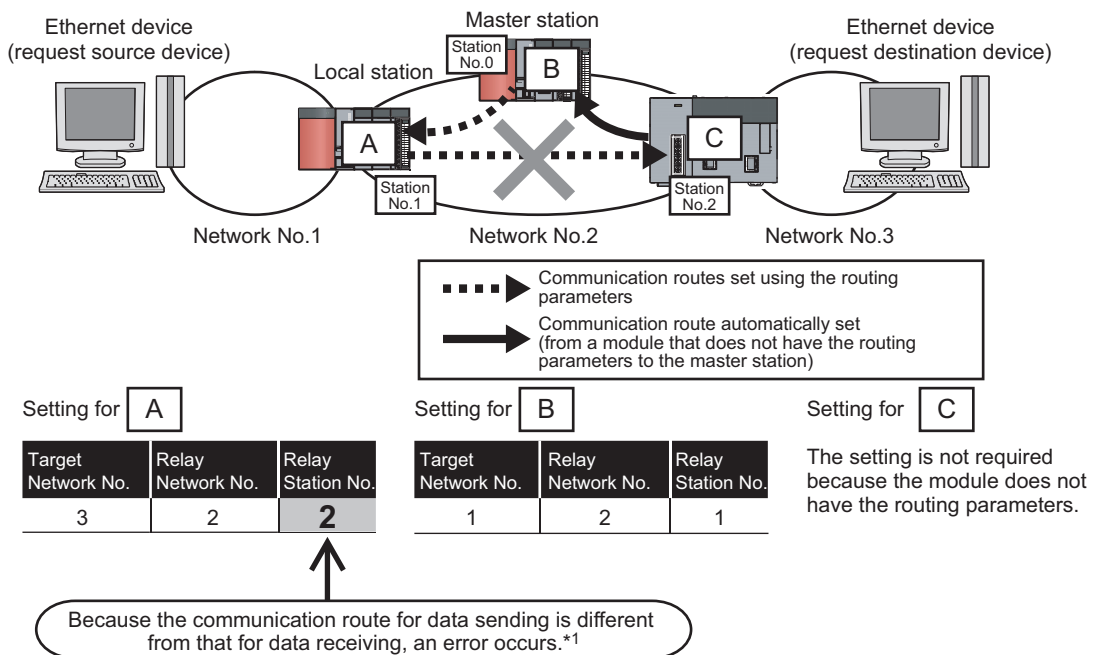 Ethernet device
(request source device)
Master station
Ethernet device
(request destination device)
Station
No.0
B
Local station
A
C
Station
No.1
Station
No.2
Network No.1
Network No.2
Network No.3
Communication routes set using the routing
parameters
Communication route automatically set
(from a module that does not have the routing
parameters to the master station)
Setting for A
Target
Network No.
Relay
Network No.
Relay
Station No.
3
2
2
Setting for B
Target
Network No.
Relay
Network No.
Relay
Station No.
1
2
1
Setting for C
The setting is not required
because the module does not
have the routing parameters.
Because the communication route for data sending is different
from that for data receiving, an error occurs.*1